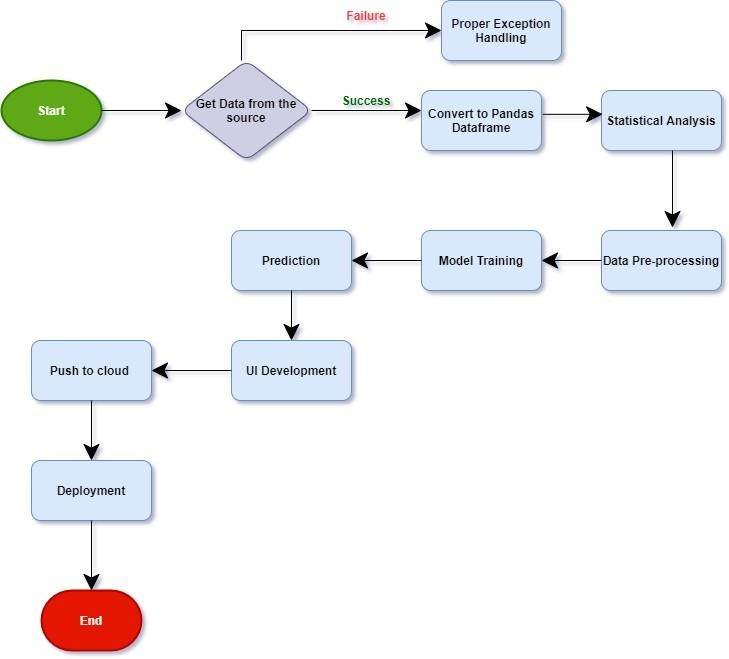 Failure
Proper Exception
Handling
Start
Get Data from the
source
Success
Convert to Pandas
Dataframe
Statistical Analysis
Prediction
Model Training
Data Pre-processing
Push to cloud
UI Development
Deployment
End